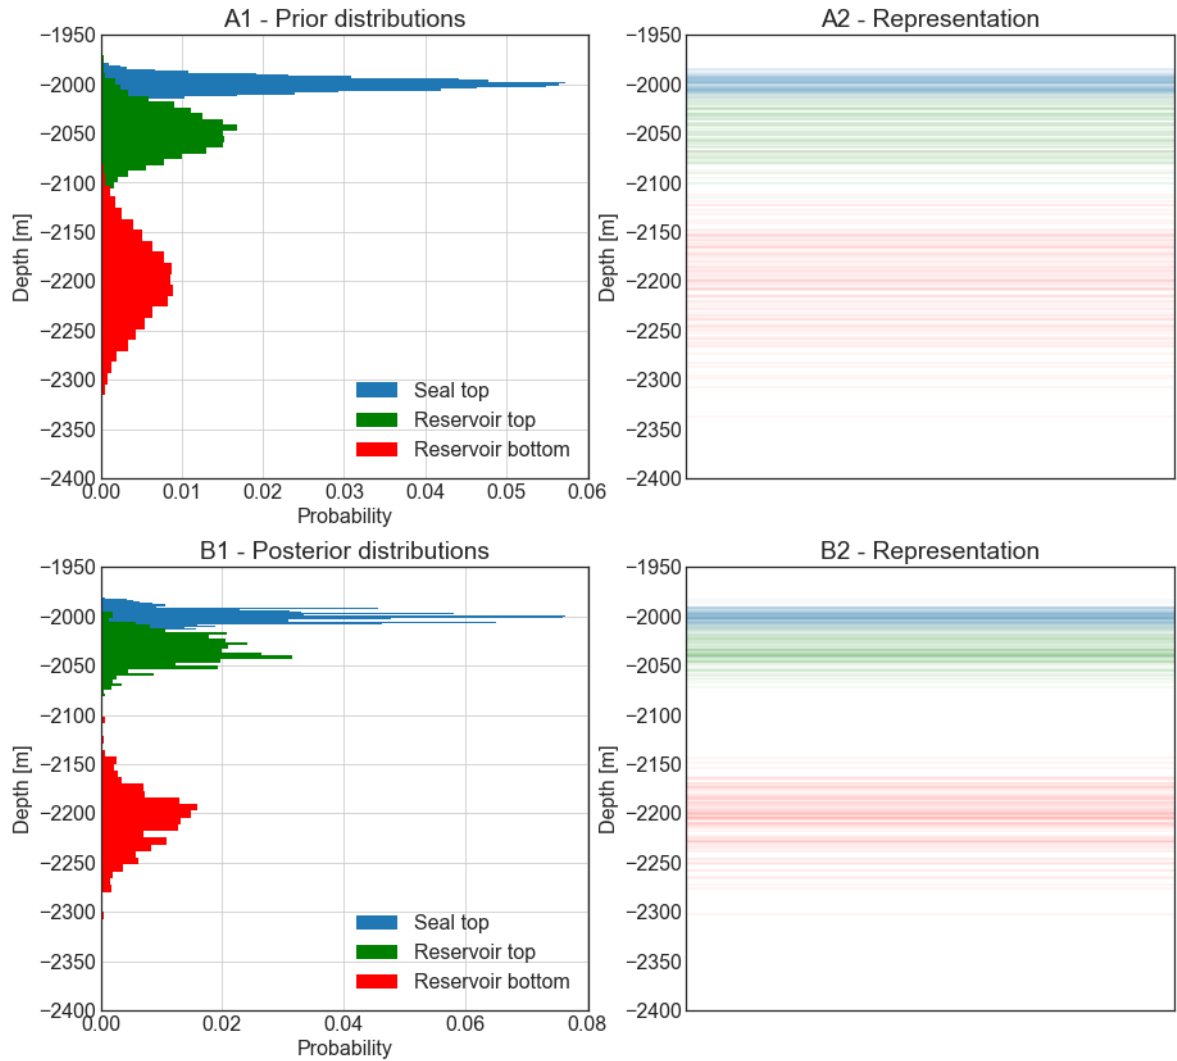 A1 - Prior distributions
−1950
−2000
−2050
−2100
−2150
−2200
−2250
−2300
−2350
−2400
Depth [m]
0.00 0.01 0.02 0.03 0.04 0.05 0.06
Probability
Seal top
Reservoir top
Reservoir bottom
A2 - Representation
−1950
−2000
−2050
−2100
−2150
−2200
−2250
−2300
−2350
−2400
Depth [m]
B1 - Posterior distributions
−1950
−2000
−2050
−2100
−2150
−2200
−2250
−2300
−2350
−2400
Depth [m]
0.00 0.02 0.04 0.06 0.08
Probability
Seal top
Reservoir top
Reservoir bottom
B2 - Representation
−1950
−2000
−2050
−2100
−2150
−2200
−2250
−2300
−2350
−2400
Depth [m]